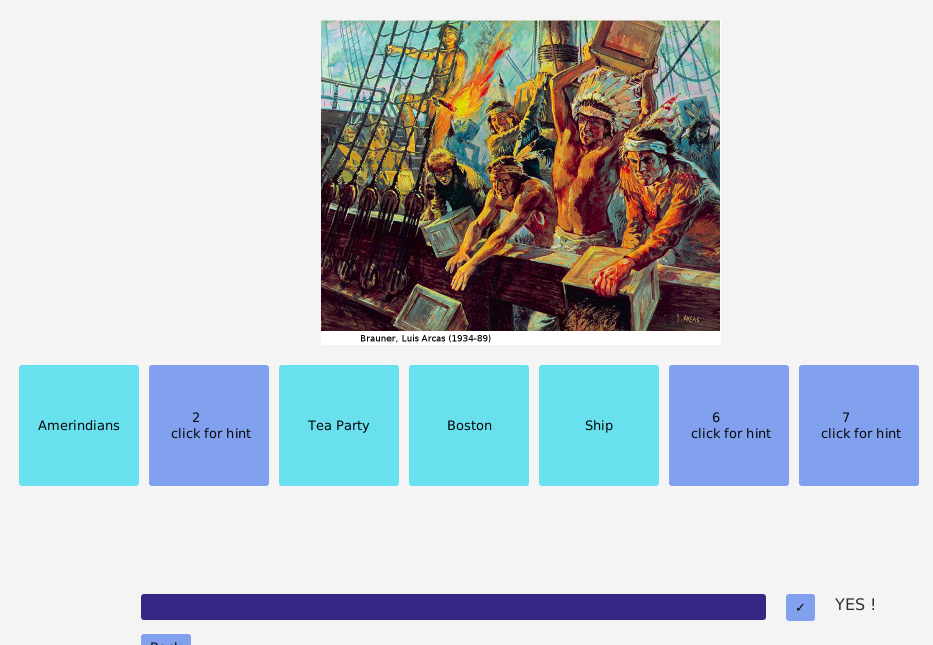 Brauner, Luis Arcas (1934-89)
Amerindians
2
click for hint
Tea Party
Boston
Ship
6
click for hint
7
click for hint
✓
YES !